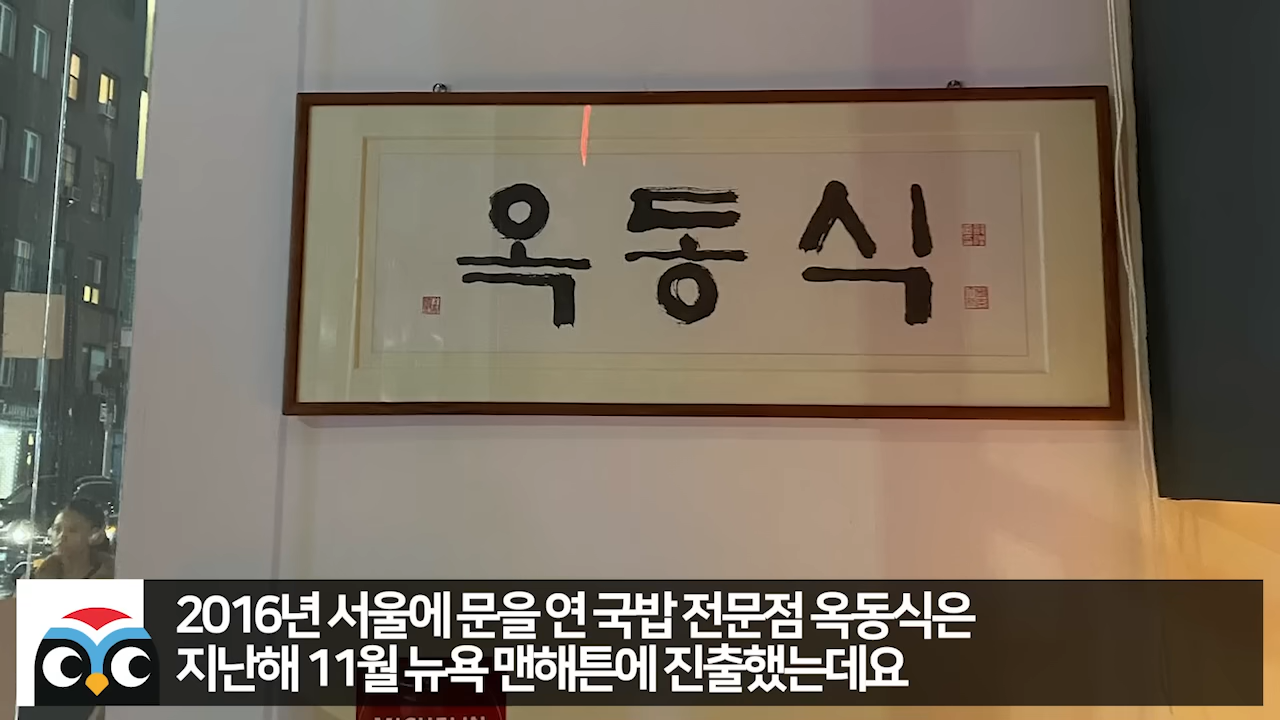 옥동식
2016년 서울에 문을 연 국밥 전문점 옥동식은
지난해 11월 뉴욕 맨해튼에 진출했는데요
MICHELIN